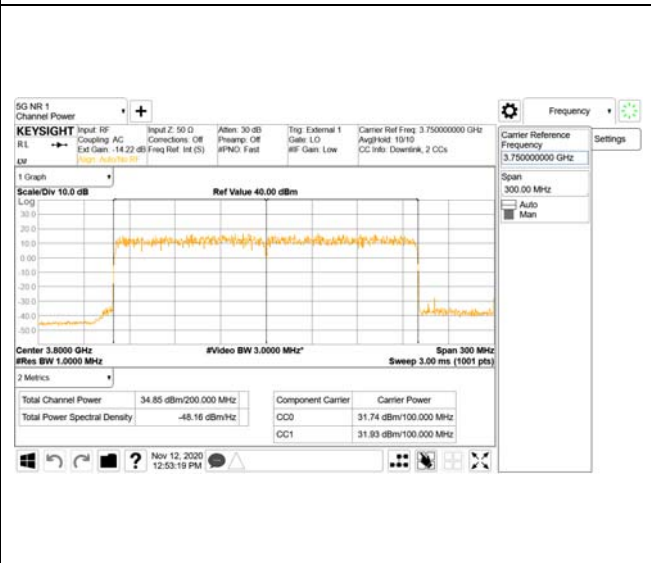 5G NR 1
Channel Power
Frequency
KEYSIGHT
Input: RF
Input Z: 50 Ω
Atten: 30 dB
Trig: External 1
Carrier Ref Freq: 3.750000000 GHz
RL
Coupling: AC
Corrections: Off
Preamp: Off
Gate: LO
Avg|Hold: 10/10
Ext Gain: -14.22 dB
Freq Ref: Int (S)
#PNO: Fast
#IF Gain: Low
CC Info: Downlink, 2 CCs
Align: Auto/No RF
Carrier Reference
Frequency
3.750000000 GHz
Settings
Span
300.00 MHz
Auto
Man
1 Graph
Scale/Div 10.0 dB
Ref Value 40.00 dBm
Log
30.0
20.0
10.0
0.00
-10.0
-20.0
-30.0
-40.0
-50.0
Center 3.8000 GHz
#Video BW 3.0000 MHz*
Span 300 MHz
#Res BW 1.0000 MHz
Sweep 3.00 ms (1001 pts)
2 Metrics
Total Channel Power
34.85 dBm/200.000 MHz
Total Power Spectral Density
-48.16 dBm/Hz
Component Carrier
Carrier Power
CC0
31.74 dBm/100.000 MHz
CC1
31.93 dBm/100.000 MHz
Nov 12, 2020
12:53:19 PM